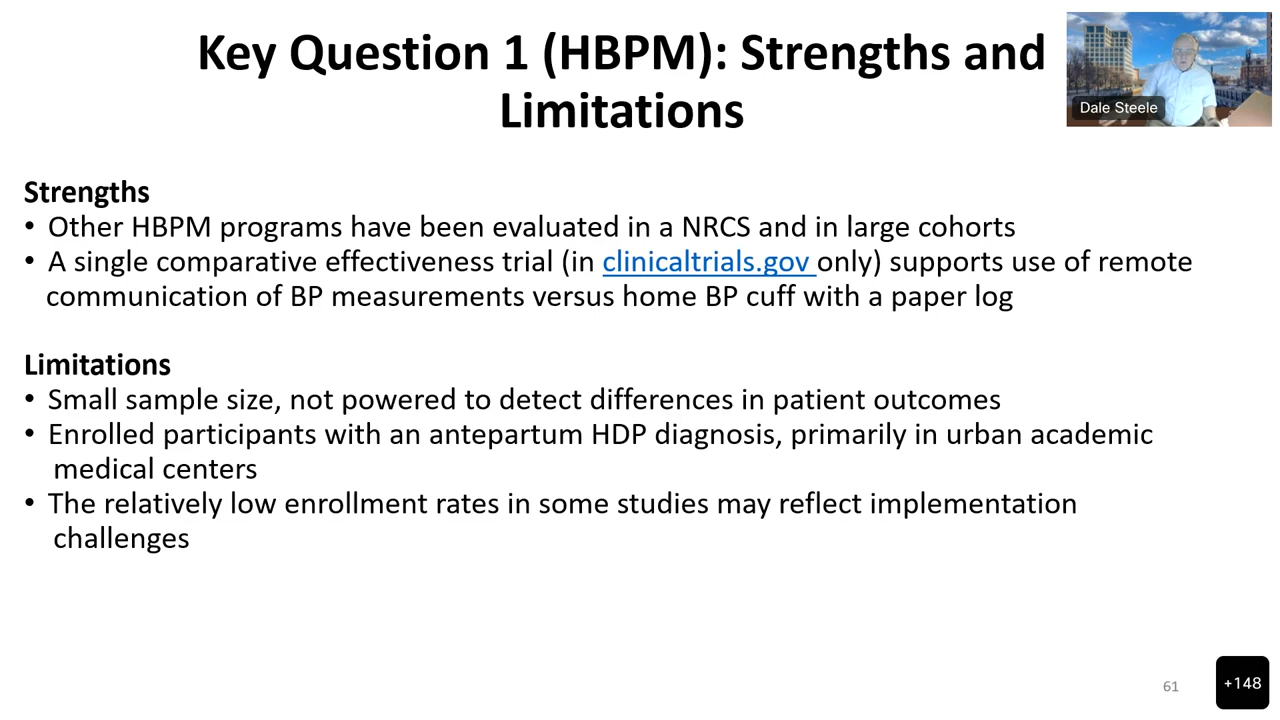 Key Question 1 (HBPM): Strengths and
Limitations
Dale Steele
Strengths
• Other HBPM programs have been evaluated in a NRCS and in large cohorts
• A single comparative effectiveness trial (in clinicaltrials.gov only) supports use of remote
communication of BP measurements versus home BP cuff with a paper log
Limitations
• Small sample size, not powered to detect differences in patient outcomes
• Enrolled participants with an antepartum HDP diagnosis, primarily in urban academic
medical centers
• The relatively low enrollment rates in some studies may reflect implementation
challenges
61
+148